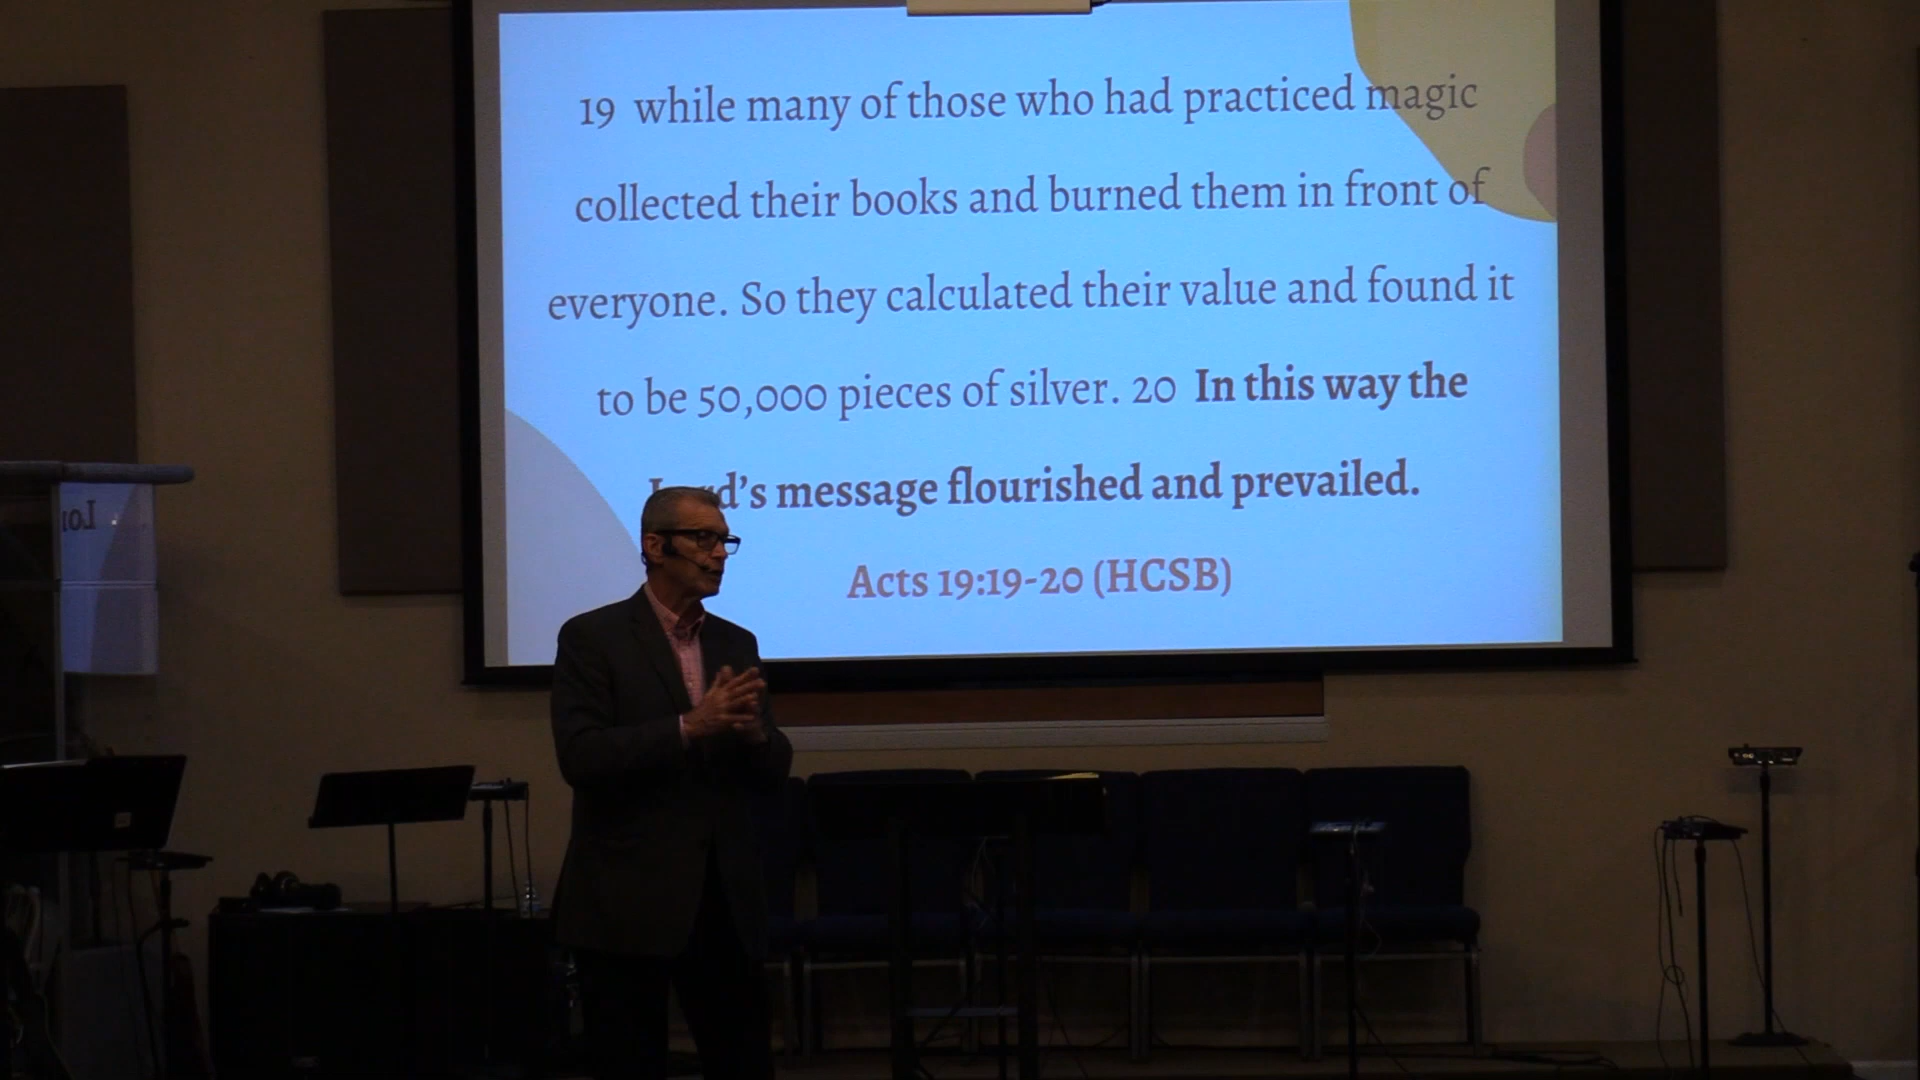 19 while many of those who had practiced magic
collected their books and burned them in front of
everyone. So they calculated their value and found it
to be 50,000 pieces of silver. 20 In this way the
Lord's message flourished and prevailed.
Acts 19:19-20 (HCSB)